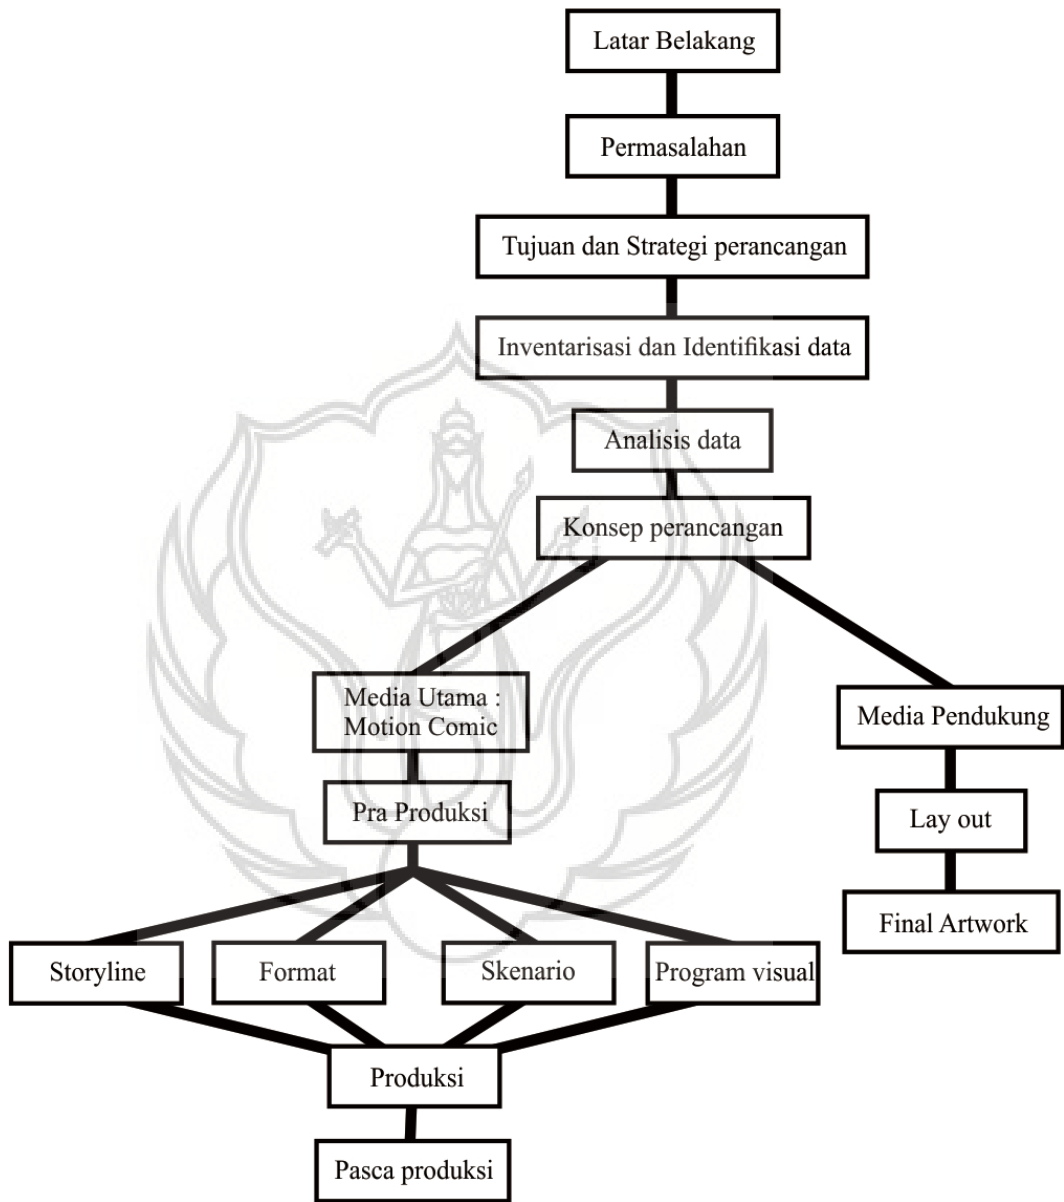 Latar Belakang
Permasalahan
Tujuan dan Strategi perancangan
Inventarisasi dan Identifikasi data
Analisis data
Konsep perancangan
Media Utama :
Motion Comic
Media Pendukung
Pra Produksi
Lay out
Final Artwork
Storyline
Format
Skenario
Program visual
Produksi
Pasca produksi